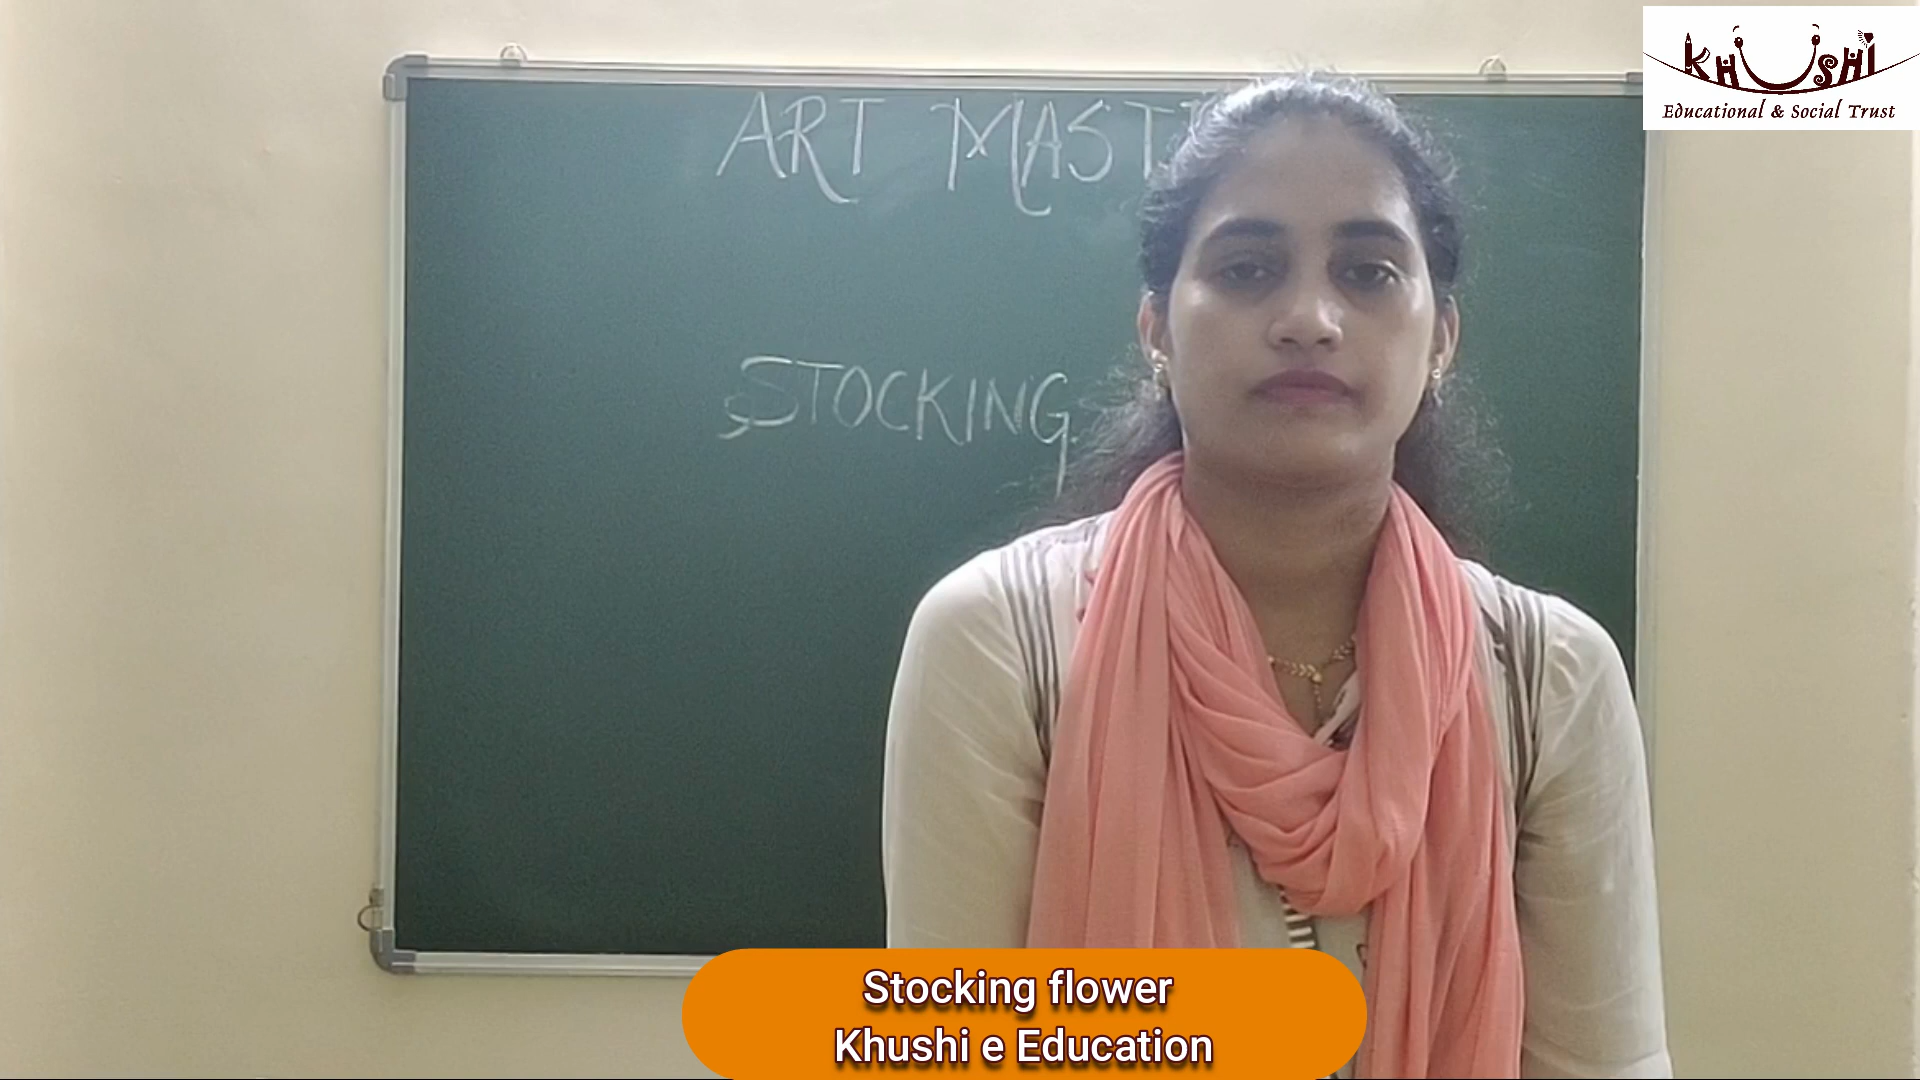 KHUSHI
Educational & Social Trust
ART MAST
STOCKING
Stocking flower
Khushi e Education